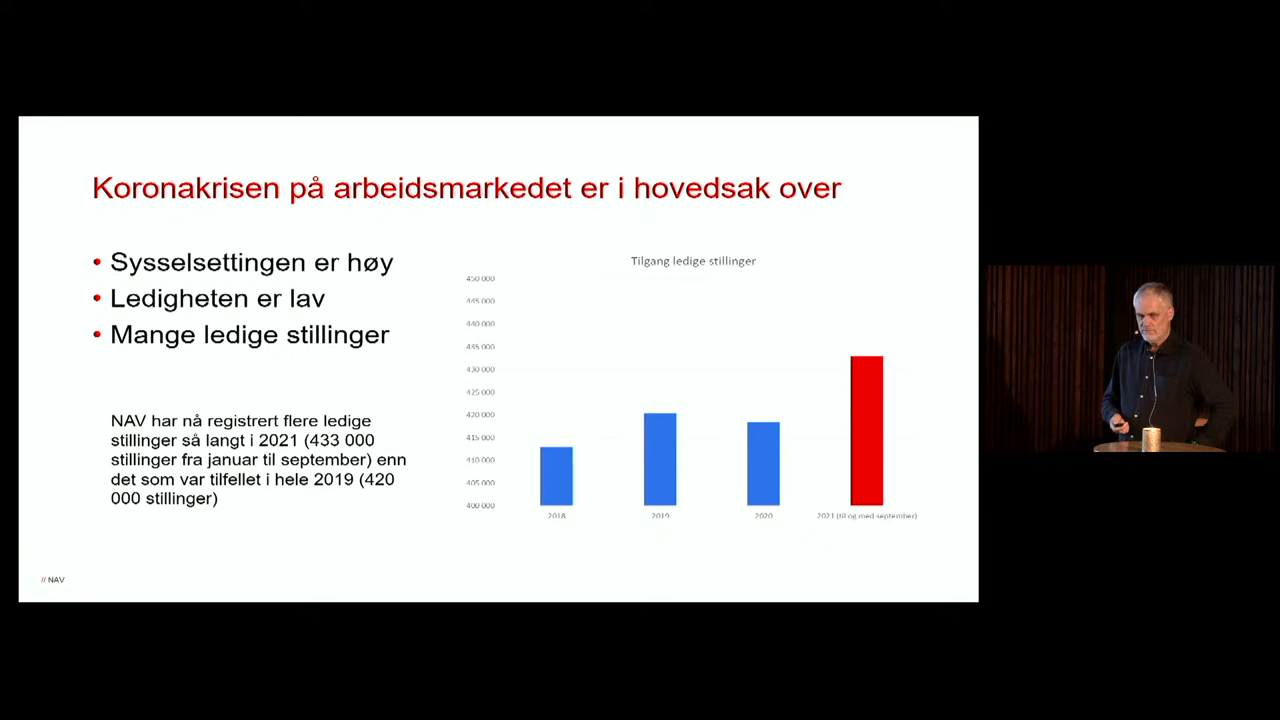 Koronakrisen på arbeidsmarkedet er i hovedsak over
• Sysselsettingen er høy
• Ledigheten er lav
• Mange ledige stillinger
NAV har nå registrert flere ledige
stillinger så langt i 2021 (433 000
stillinger fra januar til september) enn
det som var tilfellet i hele 2019 (420
000 stillinger)
Tilgang ledige stillinger
450 000
445 000
440 000
435 000
430 000
425 000
420 000
415 000
410 000
405 000
400 000
2018 2019 2020 2021 (til og med september)
// NAV